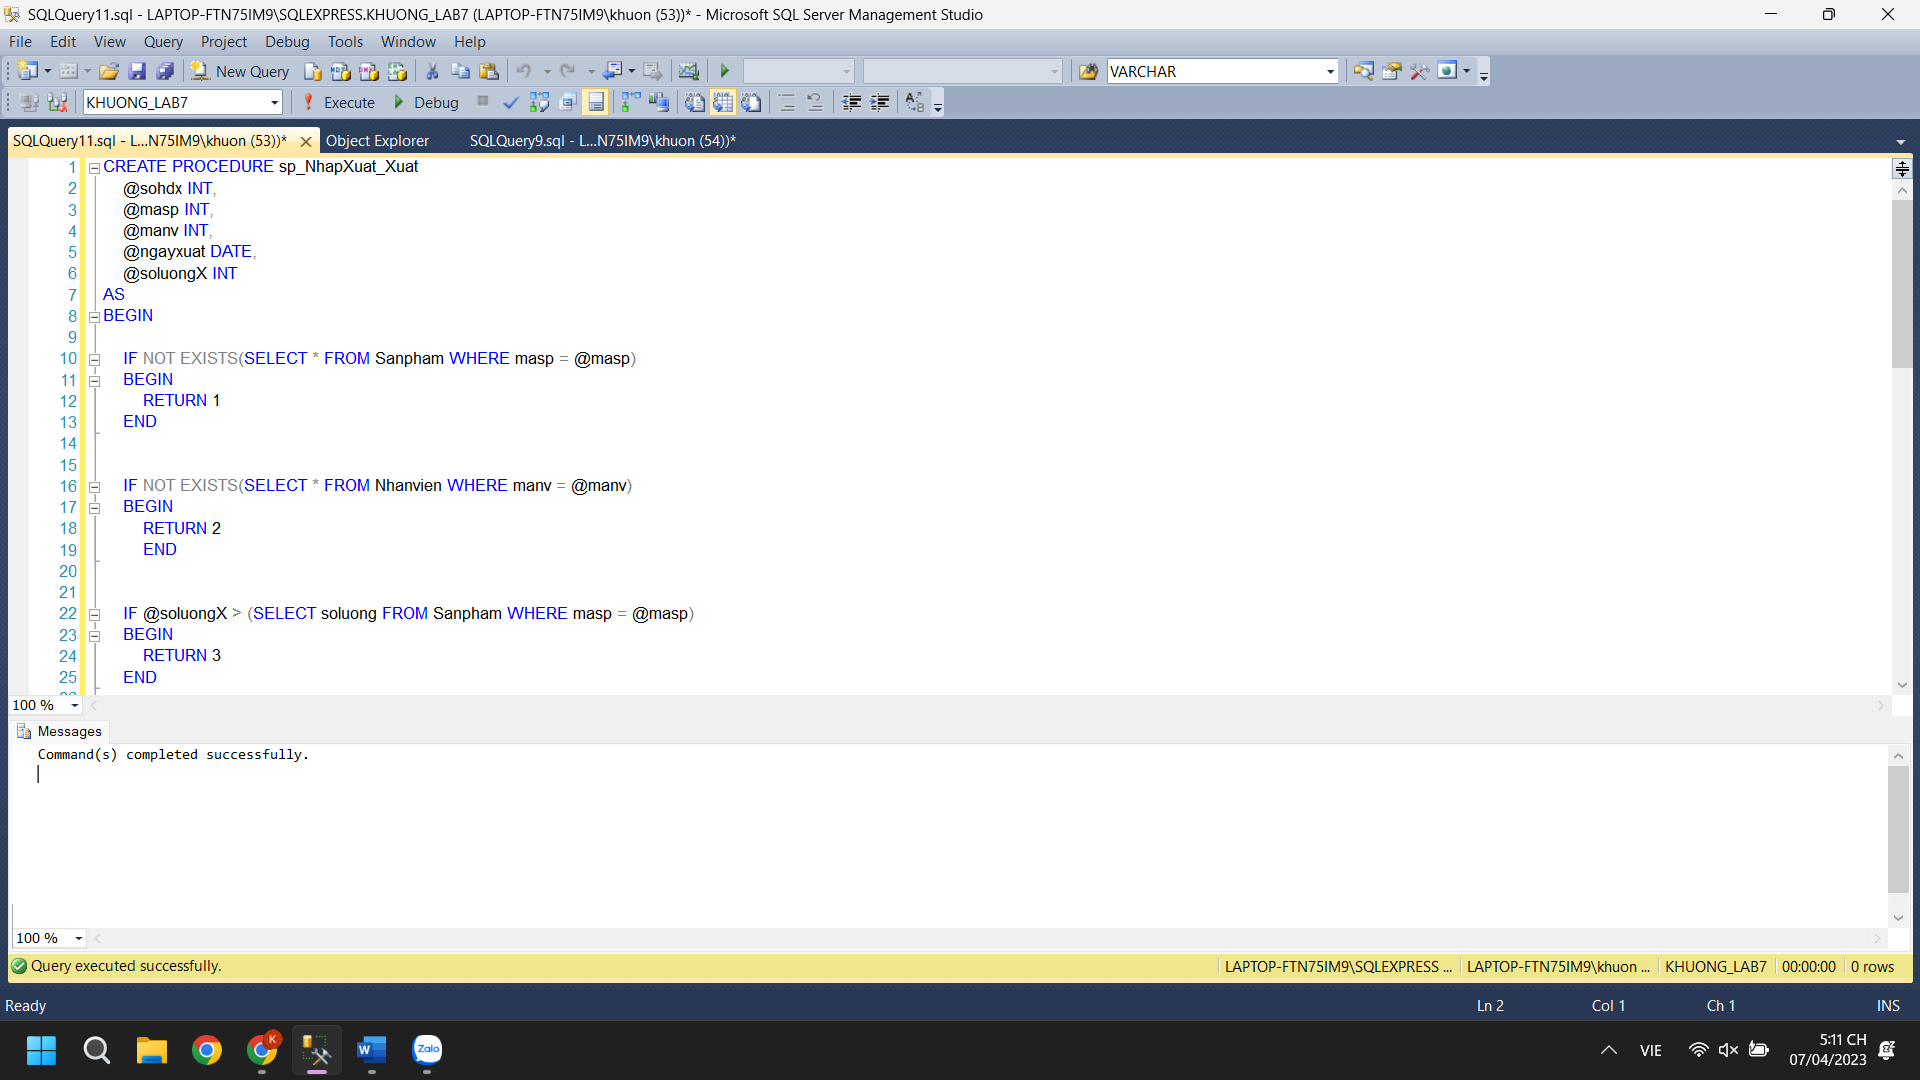 SQLQuery11.sql - LAPTOP-FTN75IM9\SQLEXPRESS.KHUONG_LAB7 (LAPTOP-FTN75IM9\khuon (53))* - Microsoft SQL Server Management Studio
File Edit View Query Project Debug Tools Window Help
New Query VARCHAR
KHUONG_LAB7 Execute Debug
SQLQuery11.sql - L...N75IM9\khuon (53))* Object Explorer SQLQuery9.sql - L...N75IM9\khuon (54))*
1 CREATE PROCEDURE sp_NhapXuat_Xuat
2 @sohdx INT,
3 @masp INT,
4 @manv INT,
5 @ngayxuat DATE,
6 @soluongX INT
7 AS
8 BEGIN
9
10 IF NOT EXISTS(SELECT * FROM Sanpham WHERE masp = @masp)
11 BEGIN
12 RETURN 1
13 END
14
15
16 IF NOT EXISTS(SELECT * FROM Nhanvien WHERE manv = @manv)
17 BEGIN
18 RETURN 2
19 END
20
21
22 IF @soluongX > (SELECT soluong FROM Sanpham WHERE masp = @masp)
23 BEGIN
24 RETURN 3
25 END
100 %
Messages
Command(s) completed successfully.
100 %
Query executed successfully. LAPTOP-FTN75IM9\SQLEXPRESS ... LAPTOP-FTN75IM9\khuon ... KHUONG_LAB7 00:00:00 0 rows
Ready Ln 2 Col 1 Ch 1 INS
K W Zalo VIE 5:11 CH
07/04/2023